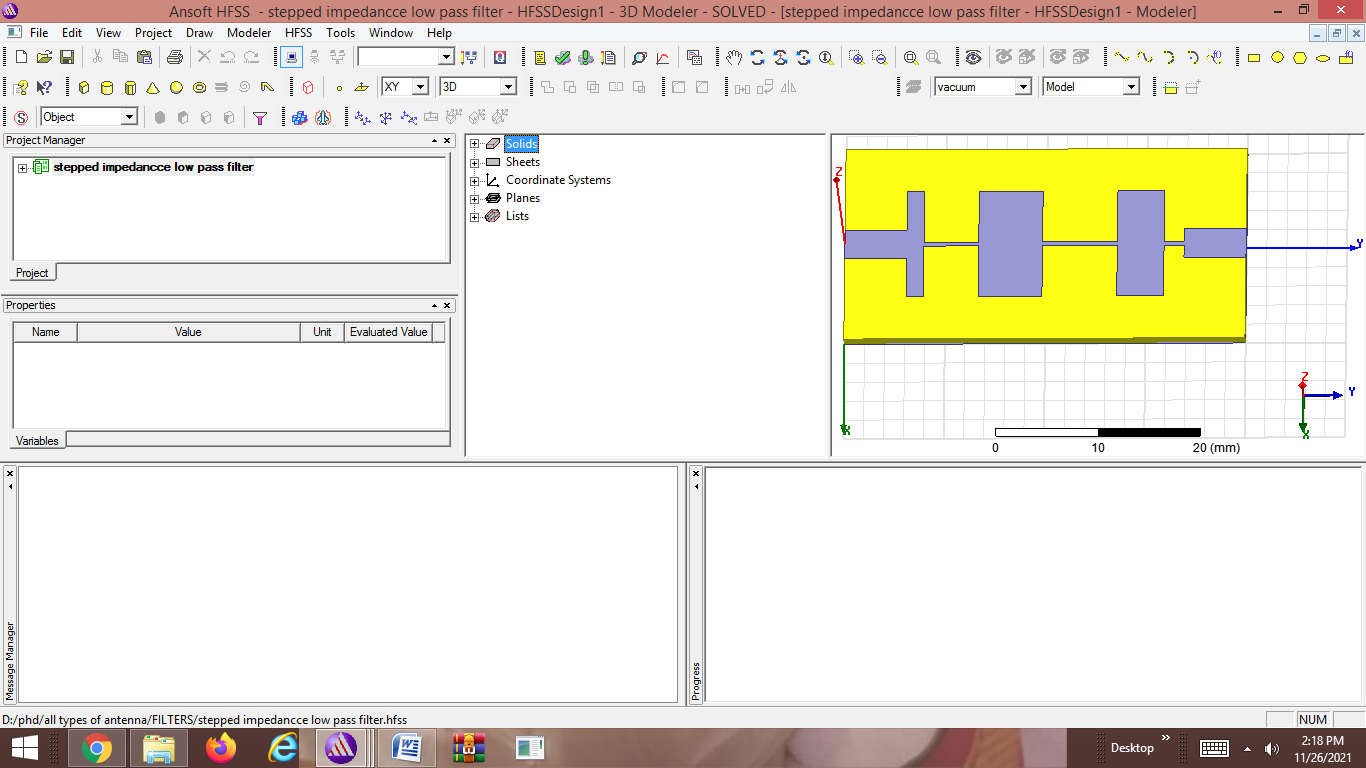 Ansoft HFSS - stepped impedancce low pass filter - HFSSDesign1 - 3D Modeler - SOLVED - [stepped impedancce low pass filter - HFSSDesign1 - Modeler]
File Edit View Project Draw Modeler HFSS Tools Window Help
XY 3D vacuum Model
Object
Project Manager
stepped impedancce low pass filter
Project
Properties
Name Value Unit Evaluated Value
Variables
Solids
Sheets
Coordinate Systems
Planes
Lists
Z
Y
X
Z
Y
X
0 10 20 (mm)
Message Manager
Progress
D:/phd/all types of antenna/FILTERS/stepped impedancce low pass filter.hfss
NUM
Desktop
2:18 PM
11/26/2021